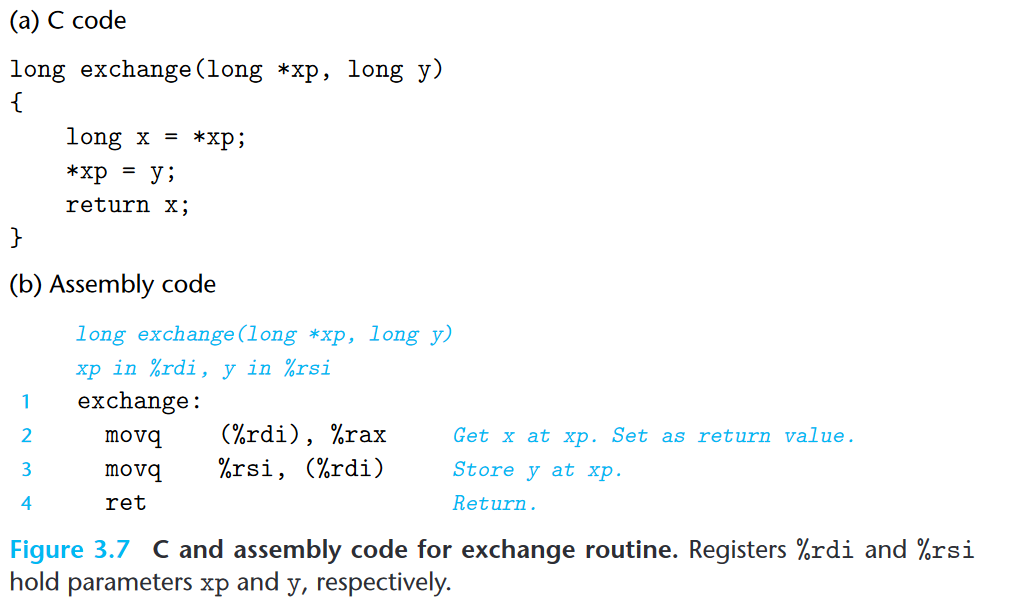 (a) C code
long exchange(long *xp, long y)
{
    long x = *xp;
    *xp = y;
    return x;
}
(b) Assembly code
long exchange(long *xp, long y)
xp in %rdi, y in %rsi
1 exchange:
2 movq (%rdi), %rax Get x at xp. Set as return value.
3 movq %rsi, (%rdi) Store y at xp.
4 ret Return.
Figure 3.7 C and assembly code for exchange routine. Registers %rdi and %rsi
hold parameters xp and y, respectively.